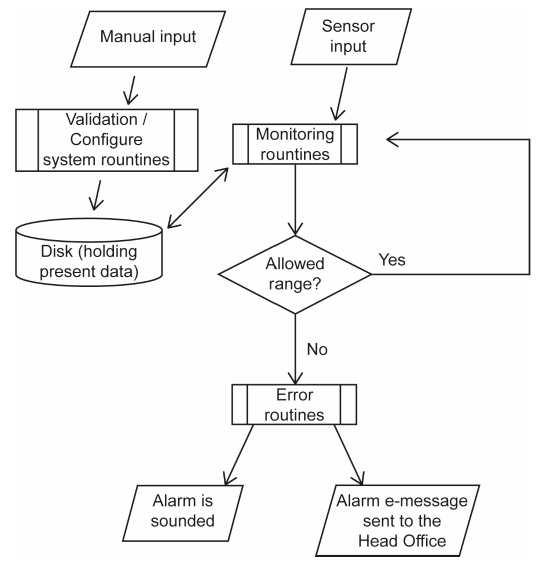 Manual input
Sensor
input
Validation /
Configure
system rountines
Monitoring
rountines
Disk (holding
present data)
Allowed
range?
Yes
No
Error
routines
Alarm is
sounded
Alarm e-message
sent to the
Head Office